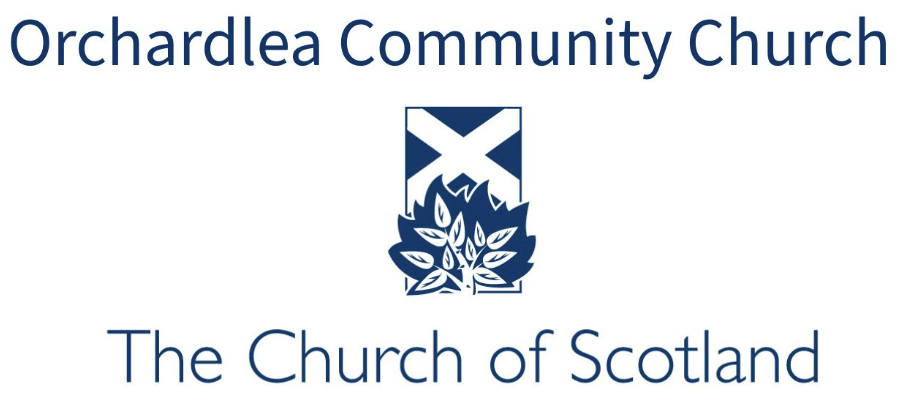 Orchardlea Community Church
The Church of Scotland